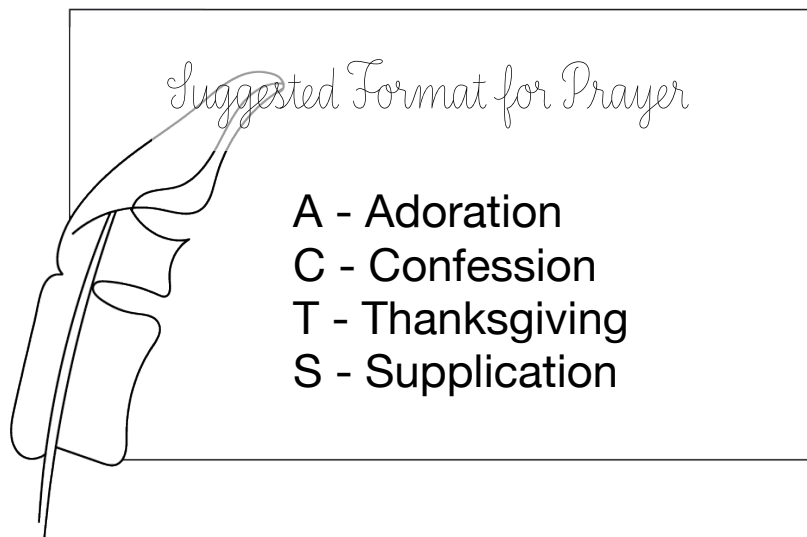 Suggested Format for Prayer
A - Adoration
C - Confession
T - Thanksgiving
S - Supplication